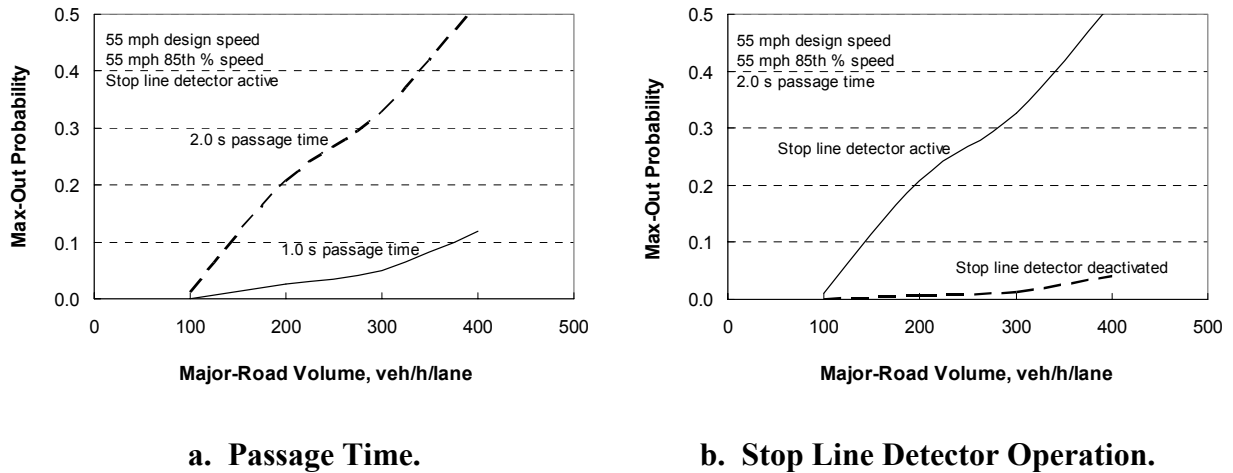 0.5
0.4
0.3
0.2
0.1
0.0
Max-Out Probability
55 mph design speed
55 mph 85th % speed
Stop line detector active
2.0 s passage time
1.0 s passage time
0 100 200 300 400 500
Major-Road Volume, veh/h/lane
a. Passage Time.
0.5
0.4
0.3
0.2
0.1
0.0
Max-Out Probability
55 mph design speed
55 mph 85th % speed
2.0 s passage time
Stop line detector active
Stop line detector deactivated
0 100 200 300 400 500
Major-Road Volume, veh/h/lane
b. Stop Line Detector Operation.